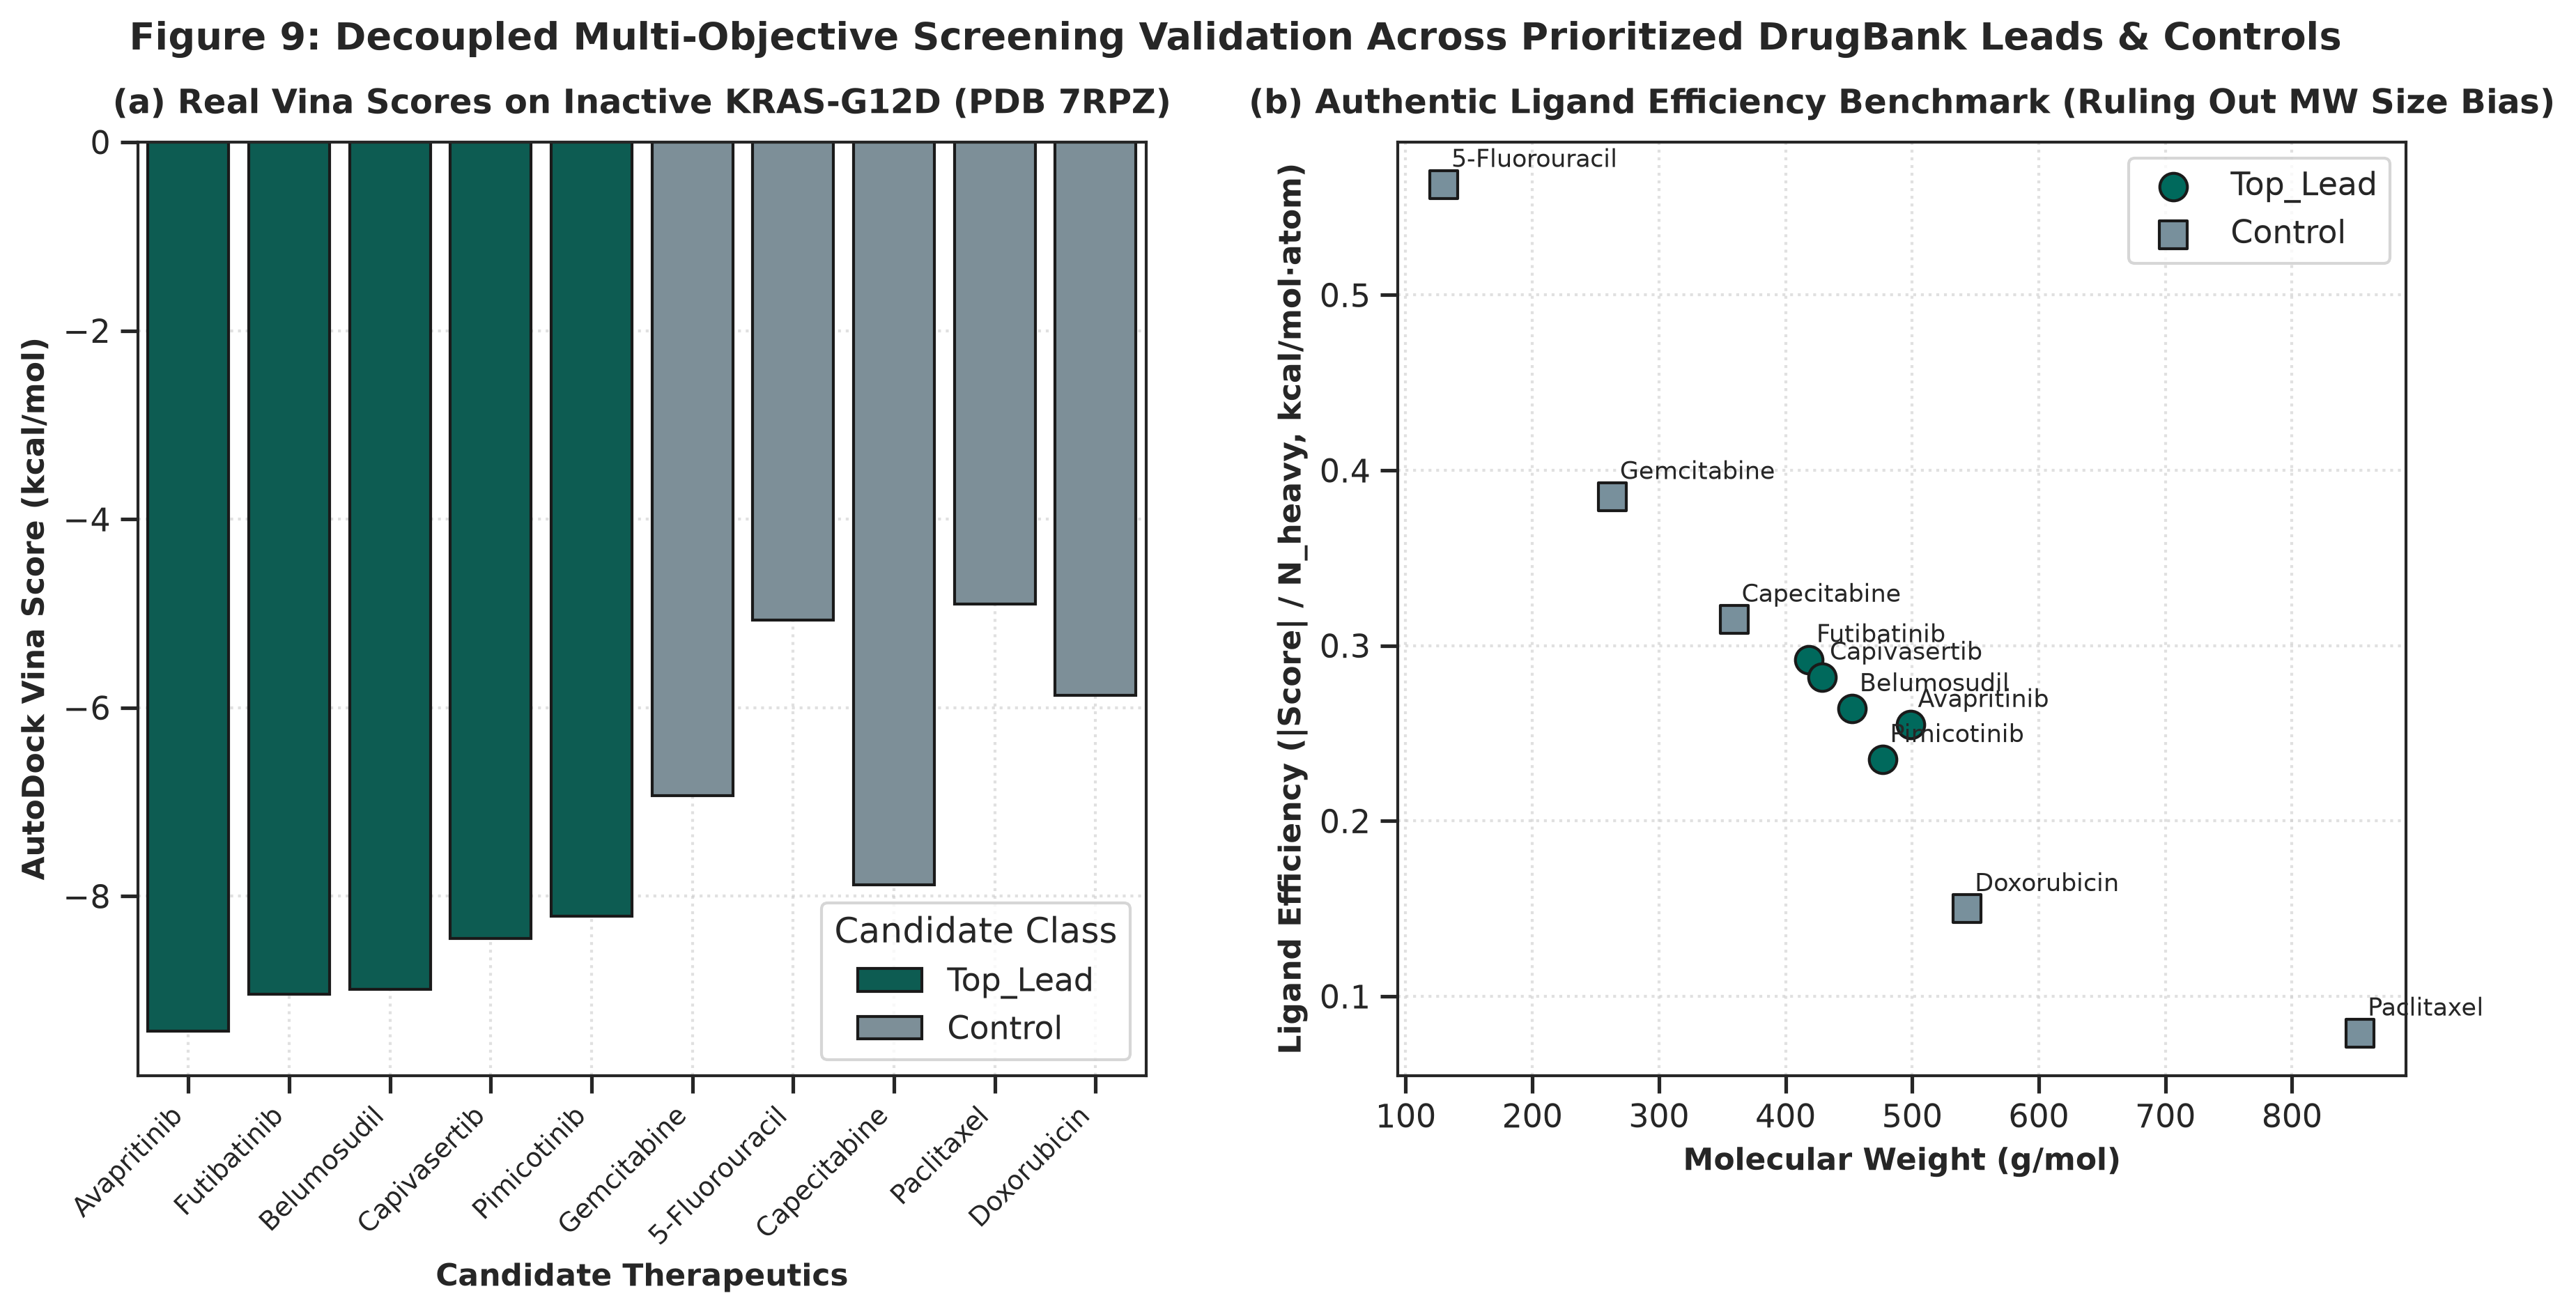 Figure 9: Decoupled Multi-Objective Screening Validation Across Prioritized DrugBank Leads & Controls
(a) Real Vina Scores on Inactive KRAS-G12D (PDB 7RPZ)
AutoDock Vina Score (kcal/mol)
0
−2
−4
−6
−8
Candidate Class
Top_Lead
Control
Avapritinib
Futibatinib
Belumosudil
Capivasertib
Pimicotinib
Gemcitabine
5-Fluorouracil
Capecitabine
Paclitaxel
Doxorubicin
Candidate Therapeutics
(b) Authentic Ligand Efficiency Benchmark (Ruling Out MW Size Bias)
Ligand Efficiency (|Score| / N_heavy, kcal/mol·atom)
0.5
0.4
0.3
0.2
0.1
Top_Lead
Control
5-Fluorouracil
Gemcitabine
Capecitabine
Futibatinib
Capivasertib
Belumosudil
Avapritinib
Pimicotinib
Doxorubicin
Paclitaxel
100 200 300 400 500 600 700 800
Molecular Weight (g/mol)